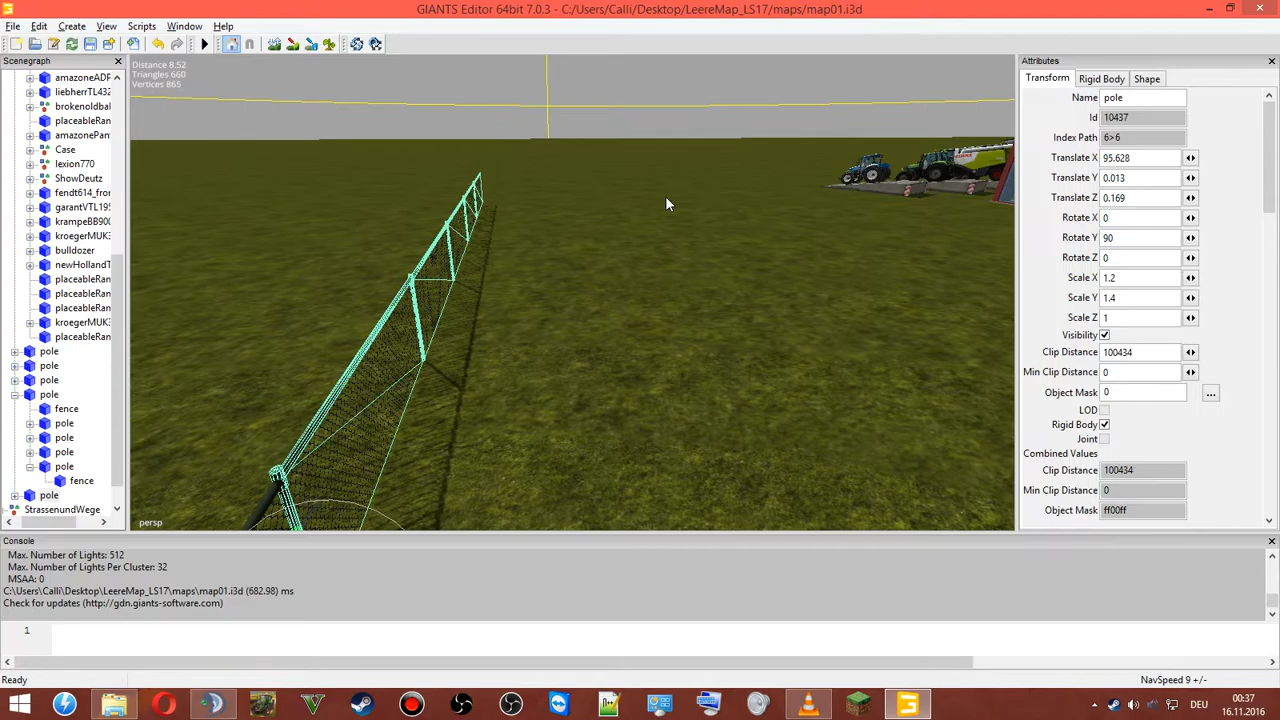 GIANTS Editor 64bit 7.0.3 - C:/Users/Calli/Desktop/LeereMap_LS17/maps/map01.i3d
File Edit Create View Scripts Window Help
Scenegraph
amazoneADP
liebherrTL432
brokenoldbal
placeableRan
amazonePan
Case
lexion770
ShowDeutz
fendt614_fro
garantVTL195
krampeBB900
kroegerMUK3
bulldozer
newHollandT
placeableRan
placeableRan
placeableRan
kroegerMUK3
placeableRan
pole
pole
pole
pole
fence
pole
pole
pole
pole
fence
pole
StrassenundWege
Distance 8.52
Triangles 660
Vertices 865
CLAAS
persp
Attributes
Transform Rigid Body Shape
Name pole
Id 10437
Index Path 6>6
Translate X 95.628
Translate Y 0.013
Translate Z 0.169
Rotate X 0
Rotate Y 90
Rotate Z 0
Scale X 1.2
Scale Y 1.4
Scale Z 1
Visibility
Clip Distance 100434
Min Clip Distance 0
Object Mask 0 ...
LOD
Rigid Body
Joint
Combined Values
Clip Distance 100434
Min Clip Distance 0
Object Mask ff00ff
Console
Max. Number of Lights: 512
Max. Number of Lights Per Cluster: 32
MSAA: 0
C:\Users\Calli\Desktop\LeereMap_LS17\maps\map01.i3d (682.98) ms
Check for updates (http://gdn.giants-software.com)
1
Ready
NavSpeed 9 +/-
DEU
00:37
16.11.2016